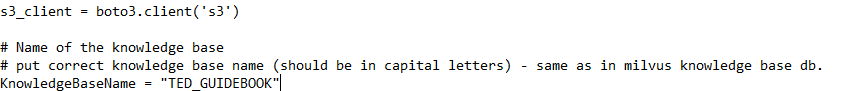 s3_client = boto3.client('s3')
# Name of the knowledge base
# put correct knowledge base name (should be in capital letters) - same as in milvus knowledge base db.
KnowledgeBaseName = "TED_GUIDEBOOK"